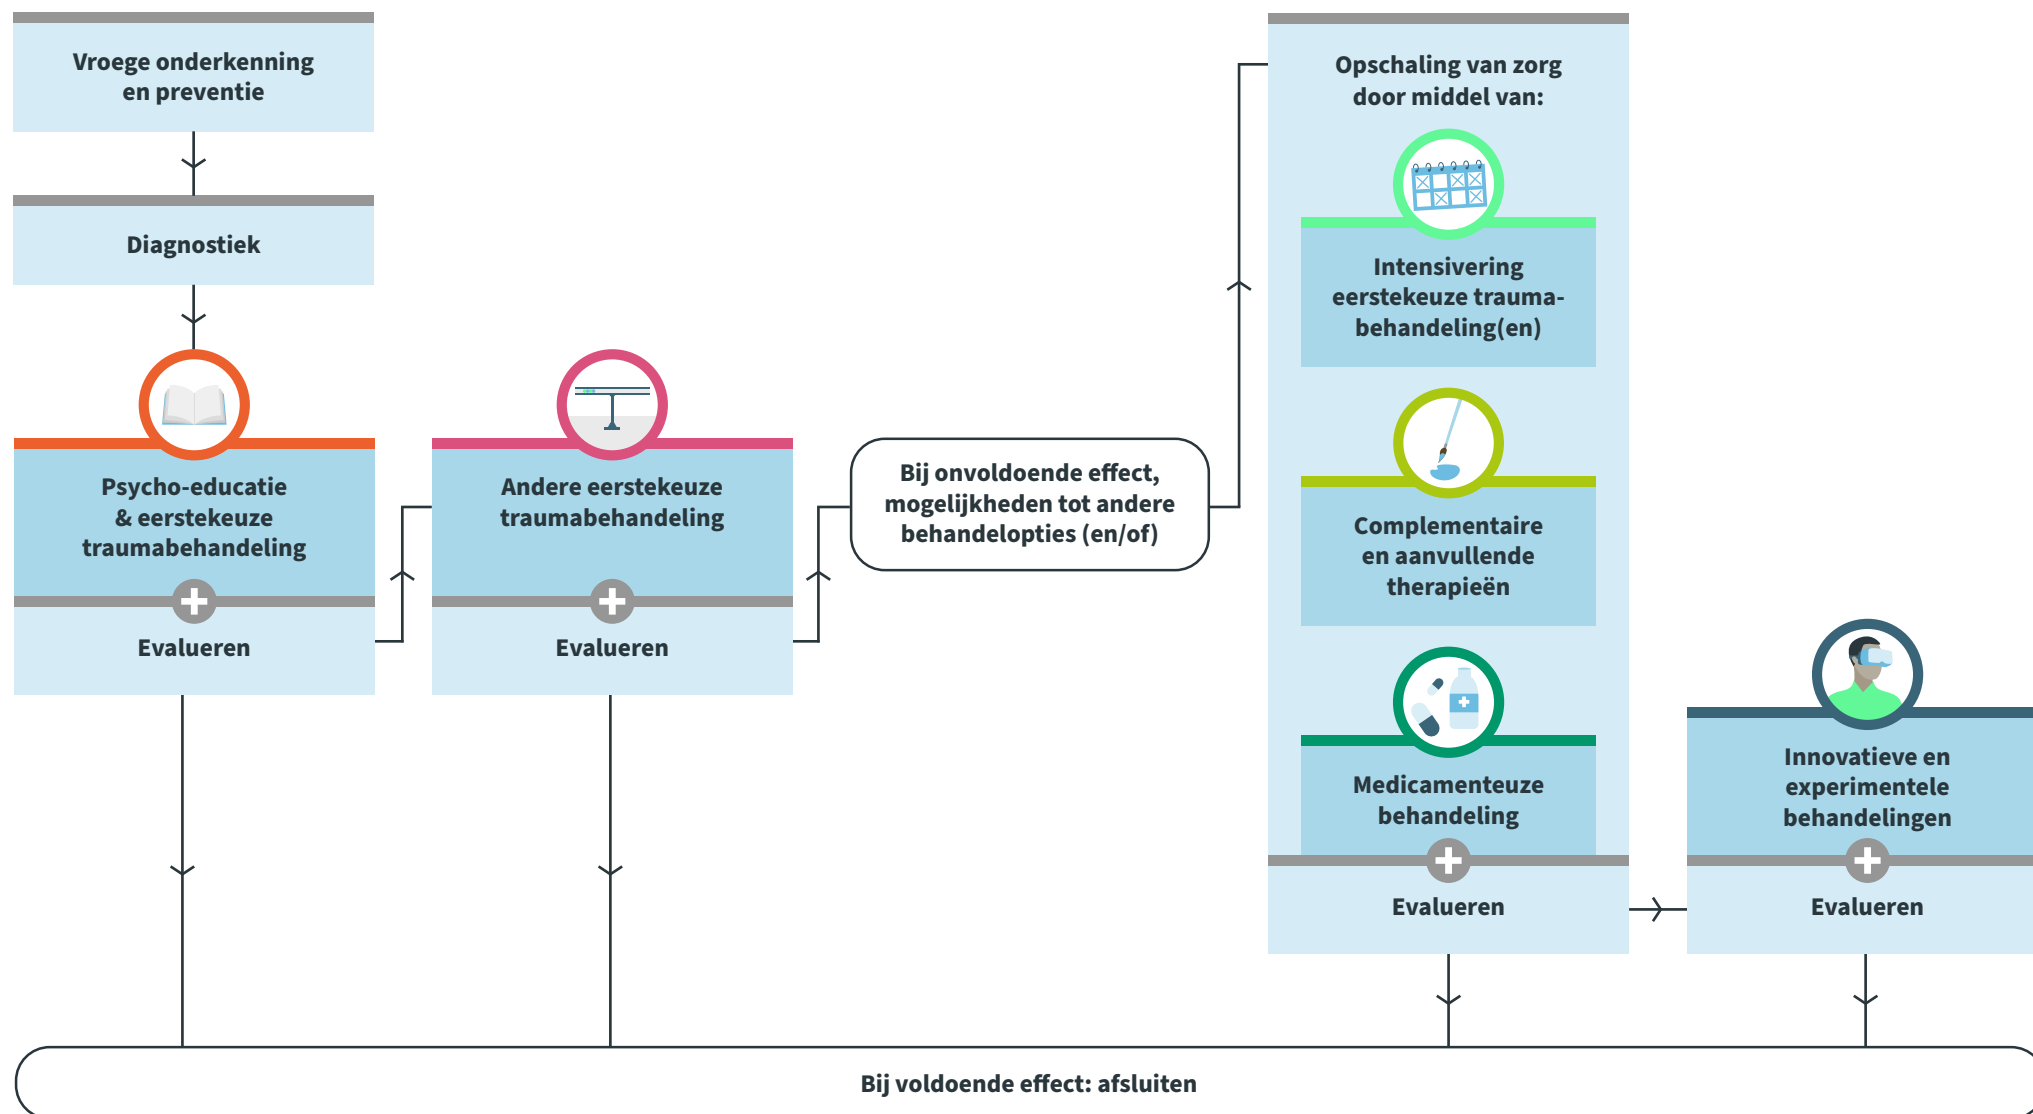 Vroege onderkenning
en preventie
Diagnostiek
Psycho-educatie
& eerstekeuze
traumabehandeling
Evalueren
Andere eerstekeuze
traumabehandeling
Evalueren
Bij onvoldoende effect,
mogelijkheden tot andere
behandelopties (en/of)
Opschaling van zorg
door middel van:
Intensivering
eerstekeuze trauma-
behandeling(en)
Complementaire
en aanvullende
therapieën
Medicamenteuze
behandeling
Evalueren
Innovatieve en
experimentele
behandelingen
Evalueren
Bij voldoende effect: afsluiten